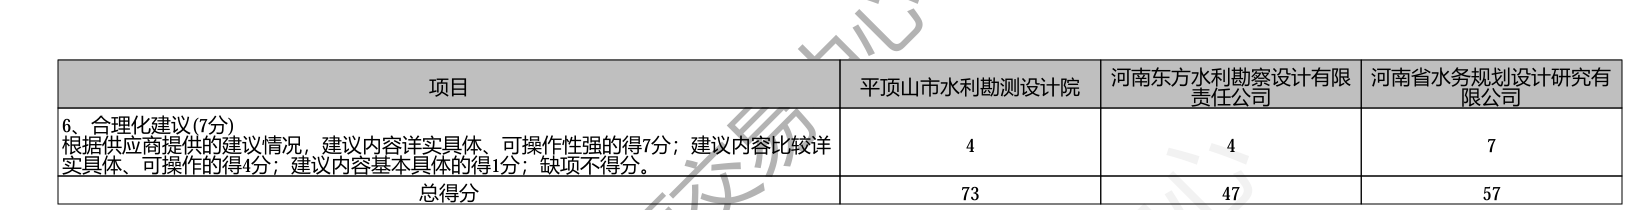 项目
平顶山市水利勘测设计院
河南东方水利勘察设计有限
责任公司
河南省水务规划设计研究有
限公司
6、合理化建议(7分)
根据供应商提供的建议情况，建议内容详实具体、可操作性强的得7分；建议内容比较详
实具体、可操作的得4分；建议内容基本具体的得1分；缺项不得分。
4
4
7
总得分
73
47
57
交易中心
心